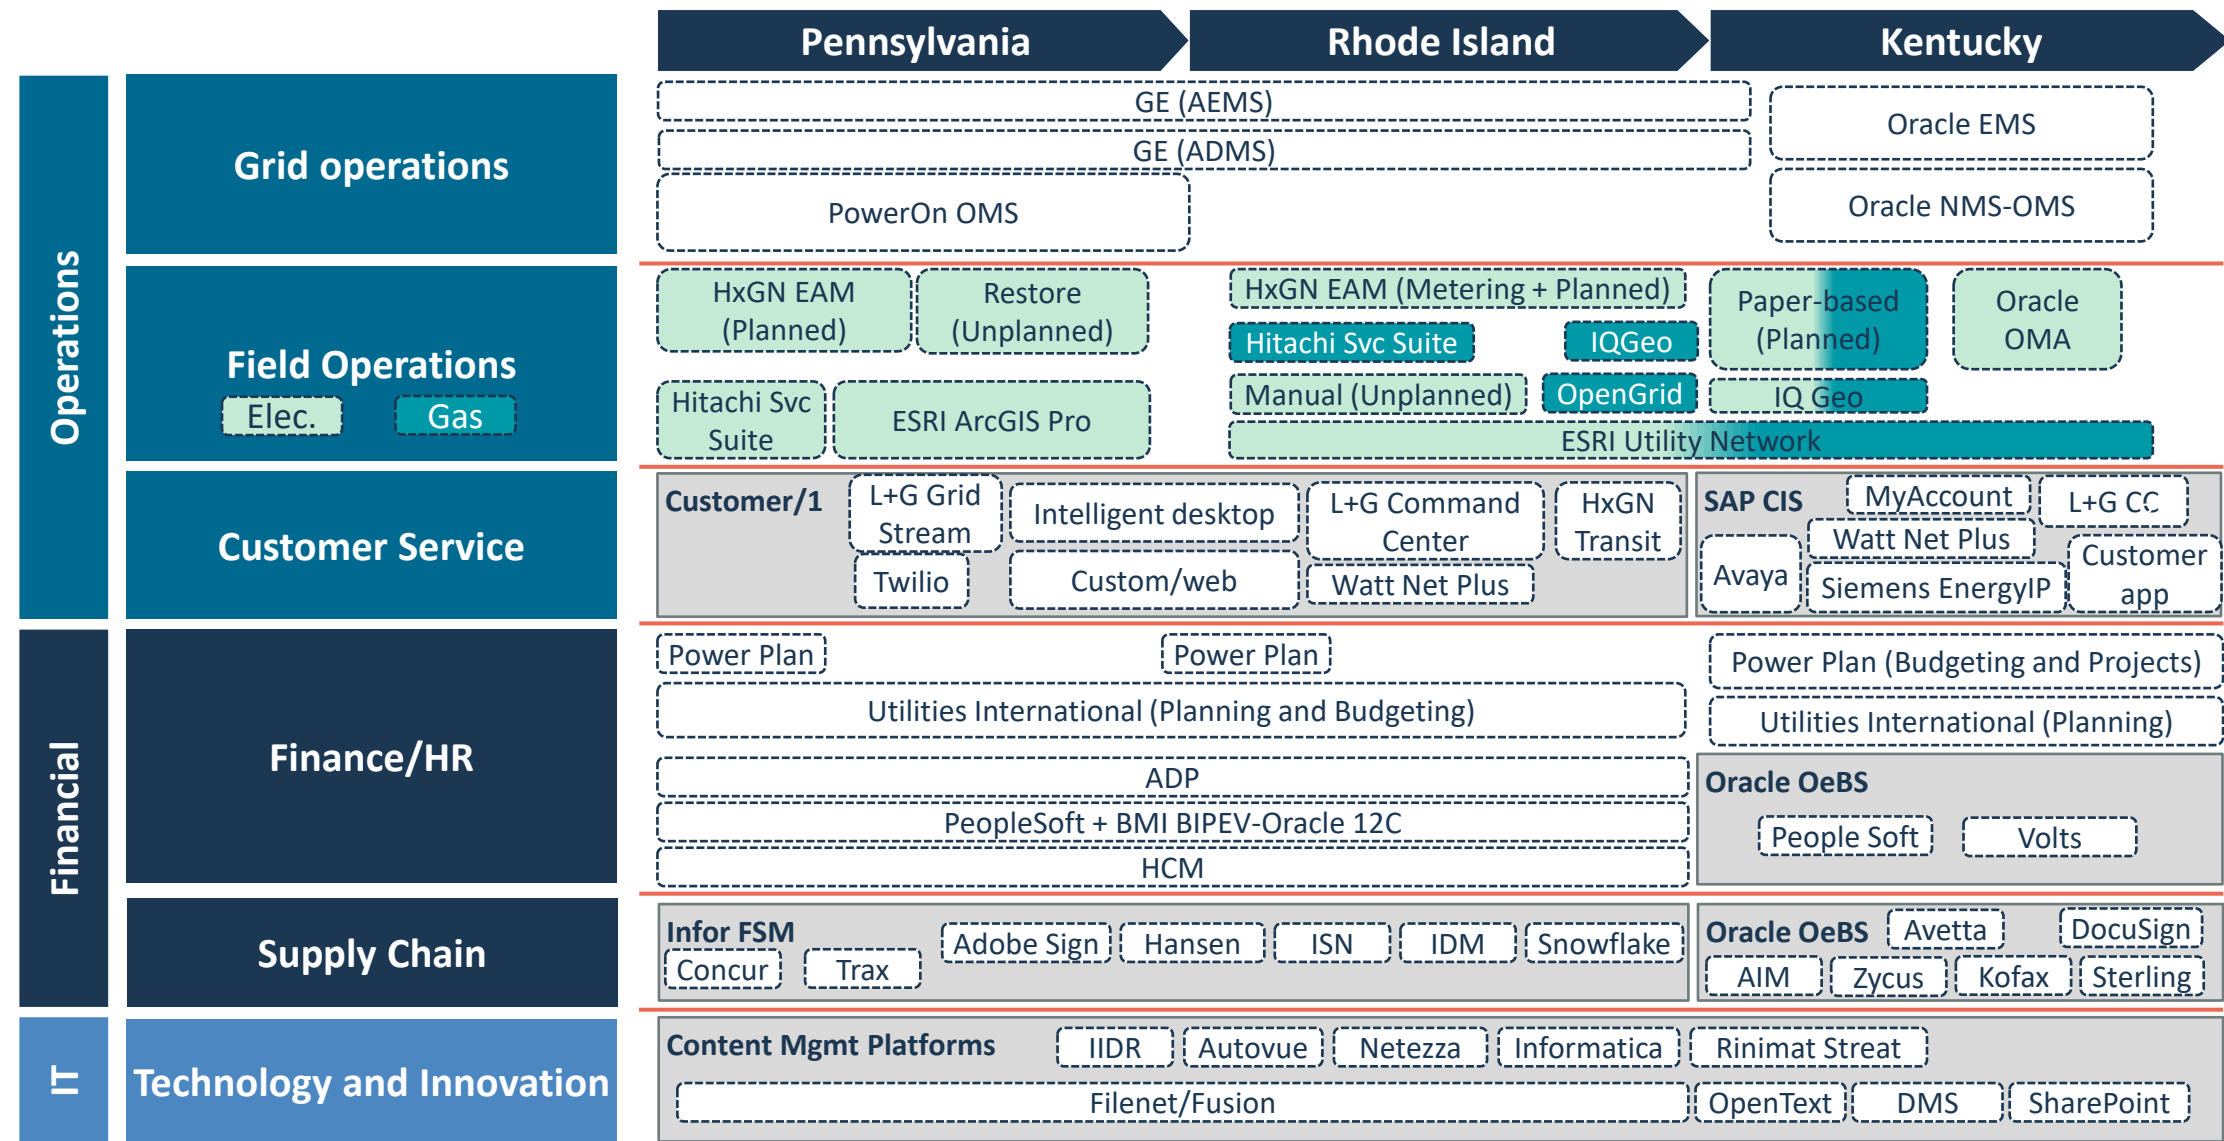 Pennsylvania
Rhode Island
Kentucky
Operations
Grid operations
GE (AEMS)
GE (ADMS)
PowerOn OMS
Oracle EMS
Oracle NMS-OMS
Field Operations
Elec.
Gas
HxGN EAM
(Planned)
Restore
(Unplanned)
Hitachi Svc
Suite
ESRI ArcGIS Pro
HxGN EAM (Metering + Planned)
Hitachi Svc Suite
IQGeo
Manual (Unplanned)
OpenGrid
Paper-based
(Planned)
Oracle
OMA
IQ Geo
ESRI Utility Network
Customer Service
Customer/1
L+G Grid
Stream
Twilio
Intelligent desktop
Custom/web
L+G Command
Center
Watt Net Plus
HxGN
Transit
SAP CIS
MyAccount
L+G CC
Watt Net Plus
Avaya
Siemens EnergyIP
Customer
app
Financial
Finance/HR
Power Plan
Power Plan
Power Plan (Budgeting and Projects)
Utilities International (Planning and Budgeting)
Utilities International (Planning)
ADP
PeopleSoft + BMI BIPEV-Oracle 12C
HCM
Oracle OeBS
People Soft
Volts
Supply Chain
Infor FSM
Concur
Trax
Adobe Sign
Hansen
ISN
IDM
Snowflake
Oracle OeBS
Avetta
DocuSign
AIM
Zycus
Kofax
Sterling
IT
Technology and Innovation
Content Mgmt Platforms
IIDR
Autovue
Netezza
Informatica
Rinimat Streat
Filenet/Fusion
OpenText
DMS
SharePoint